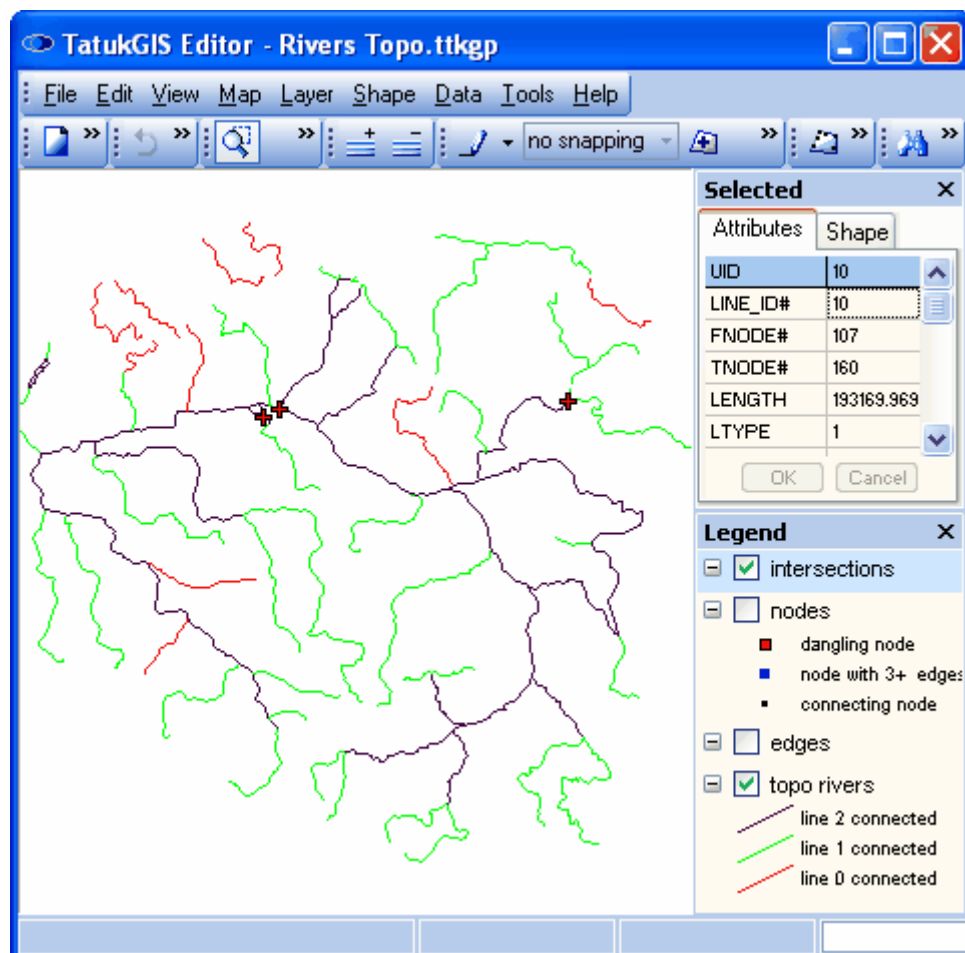 TatukGIS Editor - Rivers Topo.ttkgp
File Edit View Map Layer Shape Data Tools Help
no snapping
Selected
Attributes Shape
UID 10
LINE_ID# 10
FNODE# 107
TNODE# 160
LENGTH 193169.969
LTYPE 1
OK Cancel
Legend
intersections
nodes
dangling node
node with 3+ edges
connecting node
edges
topo rivers
line 2 connected
line 1 connected
line 0 connected